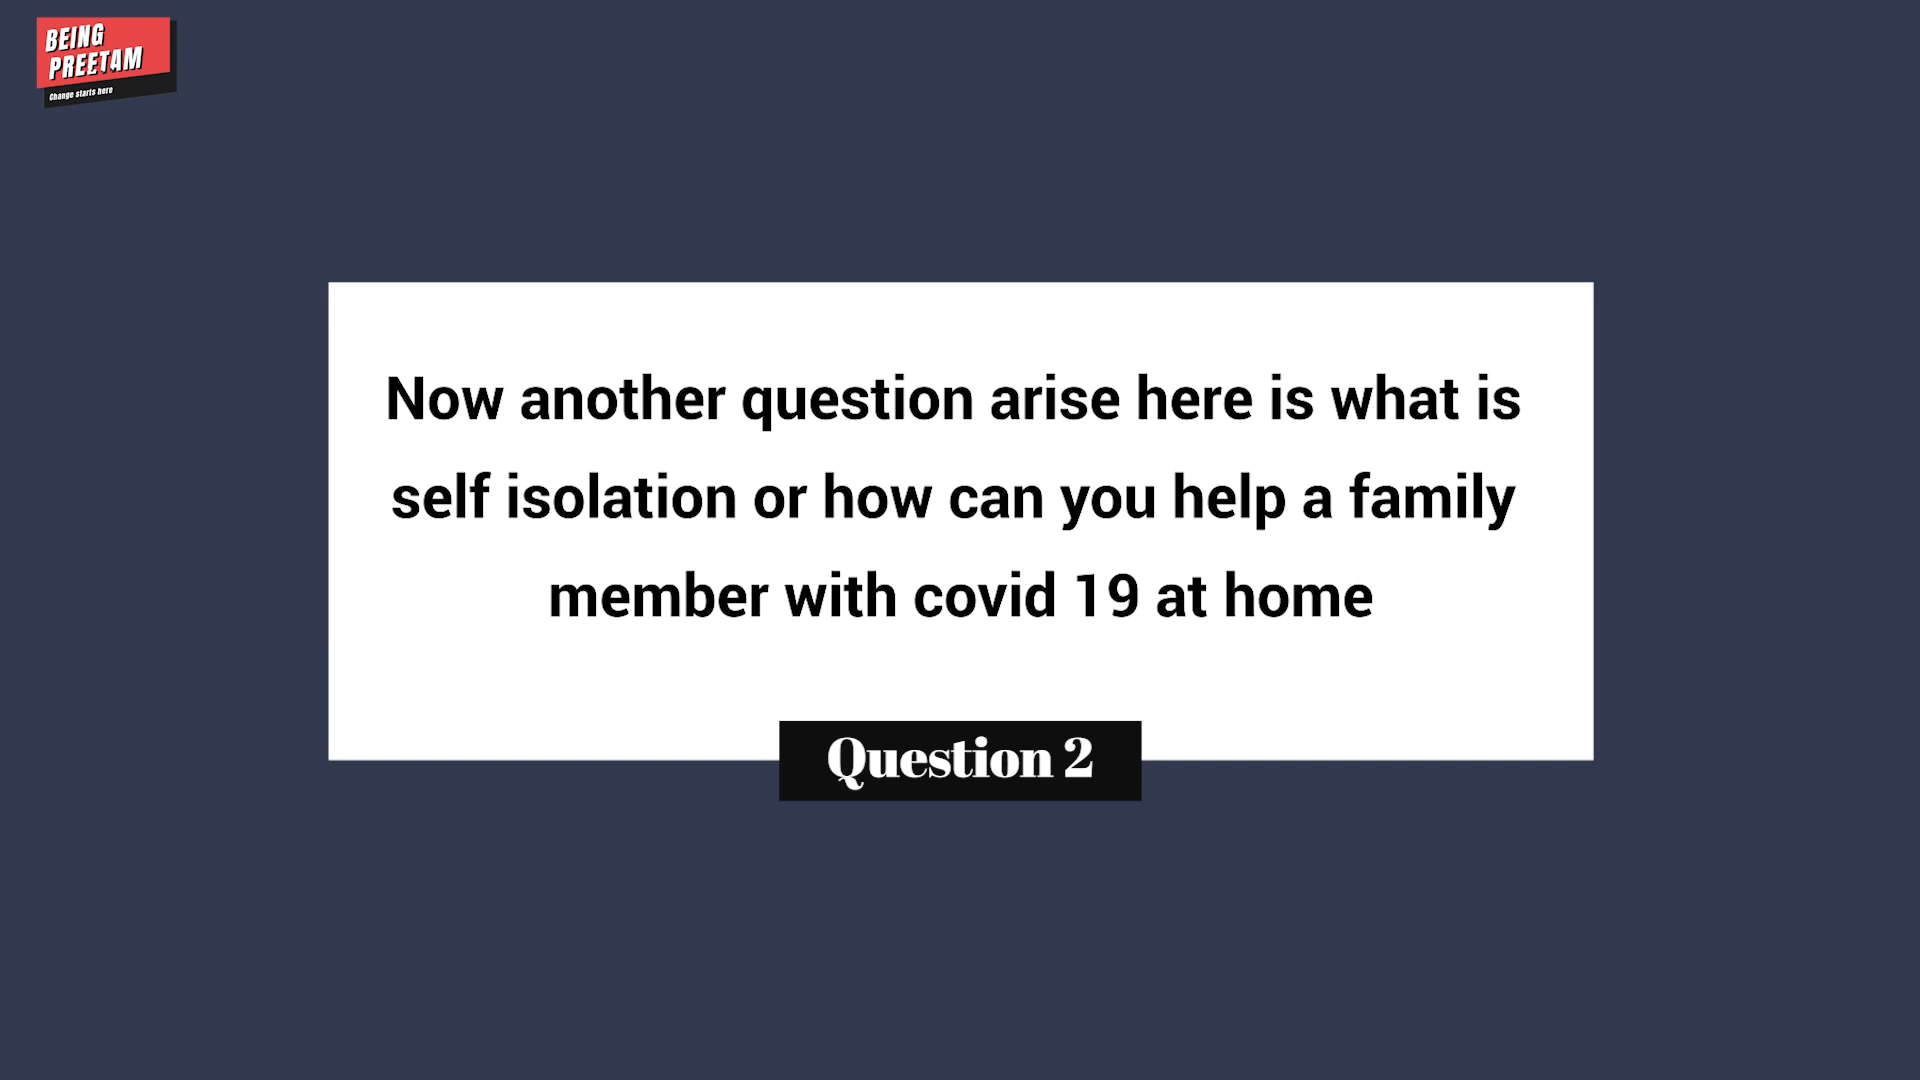 BEING
PREETAM
Change starts here
Now another question arise here is what is
self isolation or how can you help a family
member with covid 19 at home
Question 2